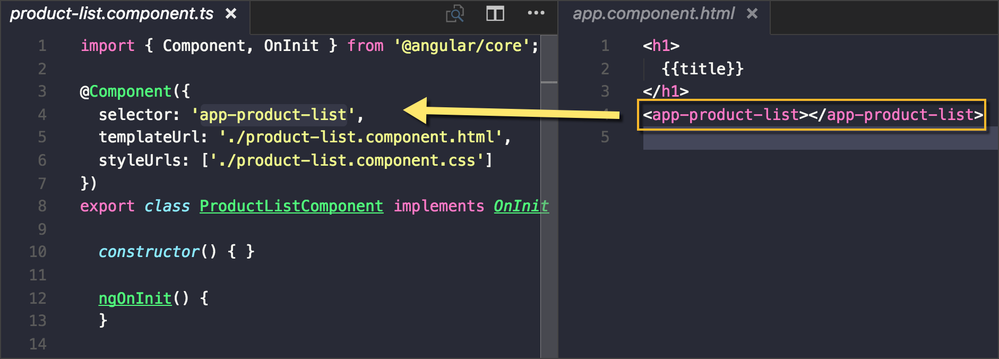 product-list.component.ts
1 import { Component, OnInit } from '@angular/core';
2
3 @Component({
4 selector: 'app-product-list',
5 templateUrl: './product-list.component.html',
6 styleUrls: ['./product-list.component.css']
7 })
8 export class ProductListComponent implements OnInit
9
10 constructor() { }
11
12 ngOnInit() {
13 }
14
app.component.html
1 <h1>
2 {{title}}
3 </h1>
4 <app-product-list></app-product-list>
5